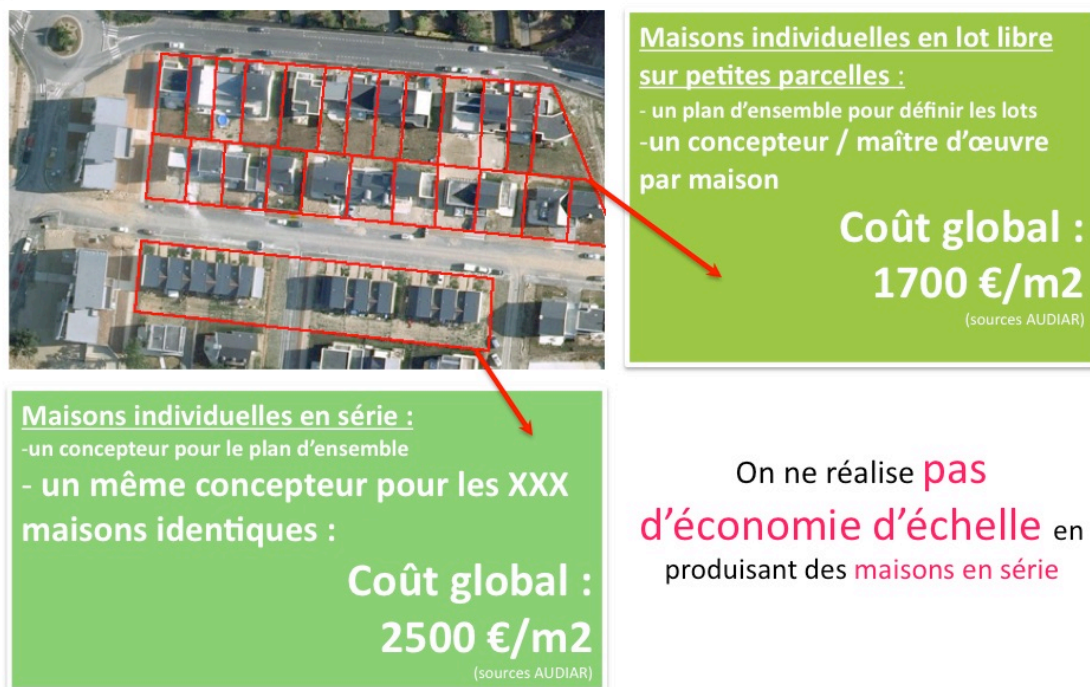 Maisons individuelles en lot libre
sur petites parcelles :
- un plan d'ensemble pour définir les lots
-un concepteur / maître d'œuvre
par maison
Coût global :
1700 €/m2
(sources AUDIAR)
Maisons individuelles en série :
-un concepteur pour le plan d'ensemble
- un même concepteur pour les XXX
maisons identiques :
Coût global :
2500 €/m2
(sources AUDIAR)
On ne réalise pas
d'économie d'échelle en
produisant des maisons en série